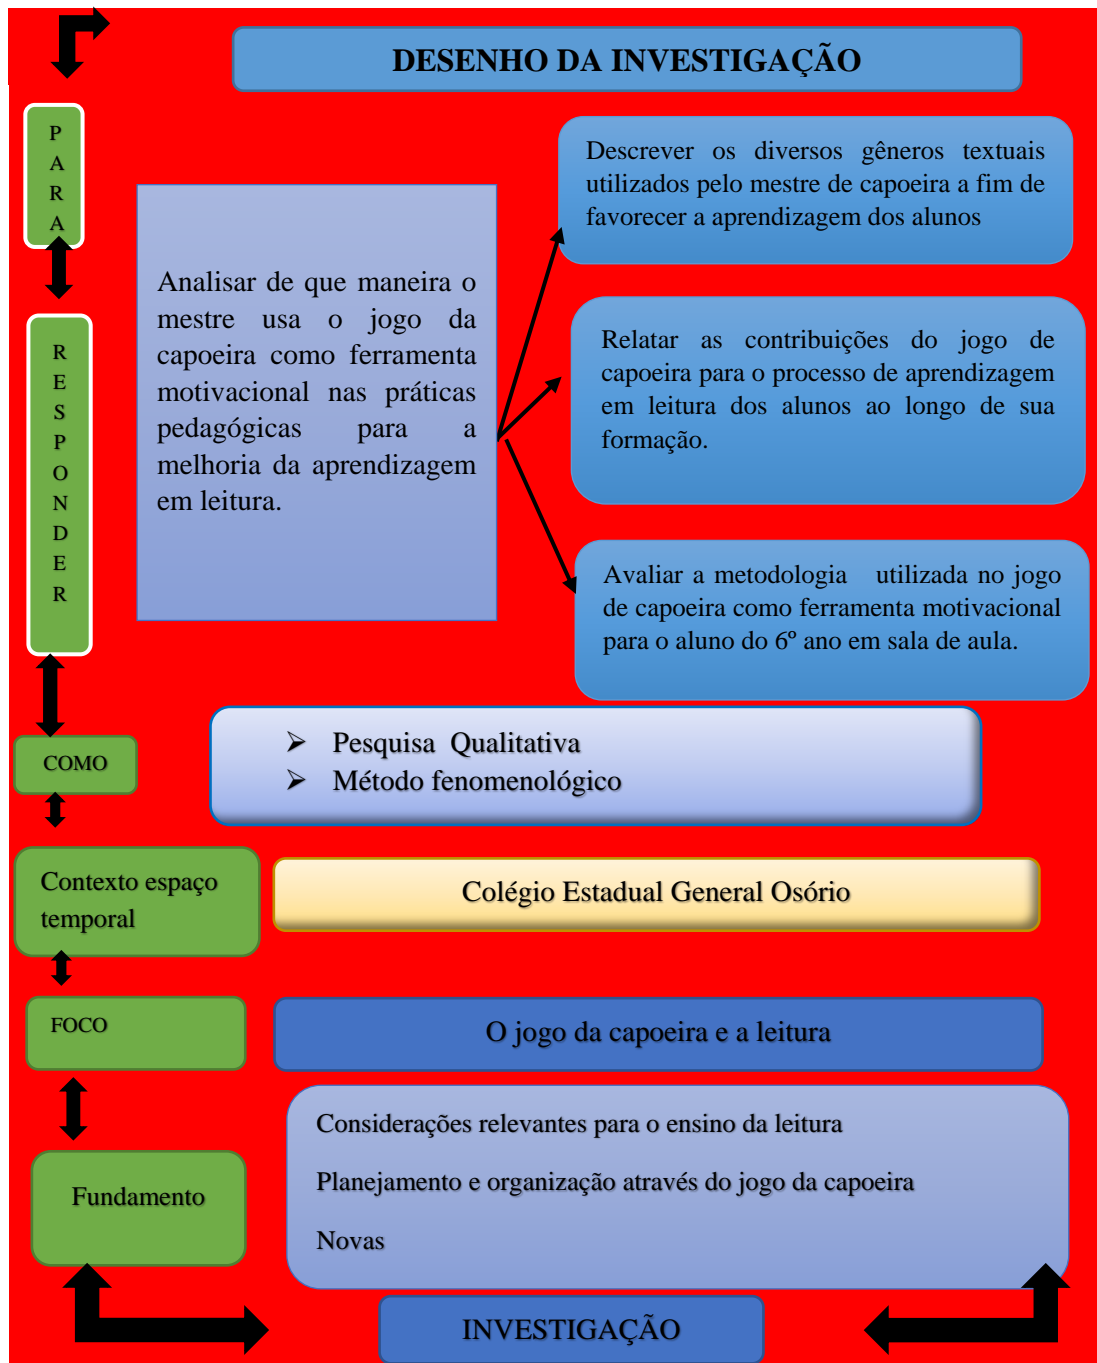 DESENHO DA INVESTIGAÇÃO
PARA
Descrever os diversos gêneros textuais
utilizados pelo mestre de capoeira a fim de
favorecer a aprendizagem dos alunos
Analisar de que maneira o
mestre usa o jogo da
capoeira como ferramenta
motivacional nas práticas
pedagógicas para a
melhoria da aprendizagem
em leitura.
RESPONDER
Relatar as contribuições do jogo de
capoeira para o processo de aprendizagem
em leitura dos alunos ao longo de sua
formação.
Avaliar a metodologia utilizada no jogo
de capoeira como ferramenta motivacional
para o aluno do 6º ano em sala de aula.
COMO
➢ Pesquisa Qualitativa
➢ Método fenomenológico
Contexto espaço
temporal
Colégio Estadual General Osório
FOCO
O jogo da capoeira e a leitura
Fundamento
Considerações relevantes para o ensino da leitura
Planejamento e organização através do jogo da capoeira
Novas
INVESTIGAÇÃO